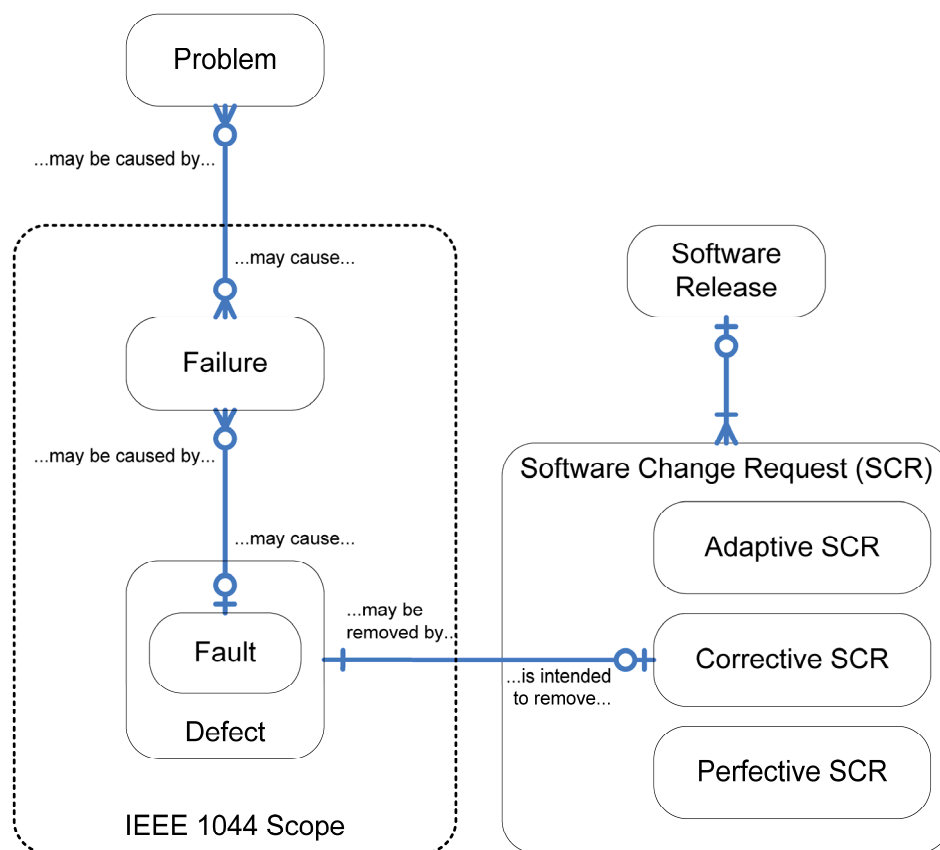 Problem
...may be caused by...
...may cause...
Software
Release
Failure
...may be caused by...
Software Change Request (SCR)
Adaptive SCR
...may cause...
...may be
removed by..
Fault
Corrective SCR
...is intended
to remove...
Defect
Perfective SCR
IEEE 1044 Scope